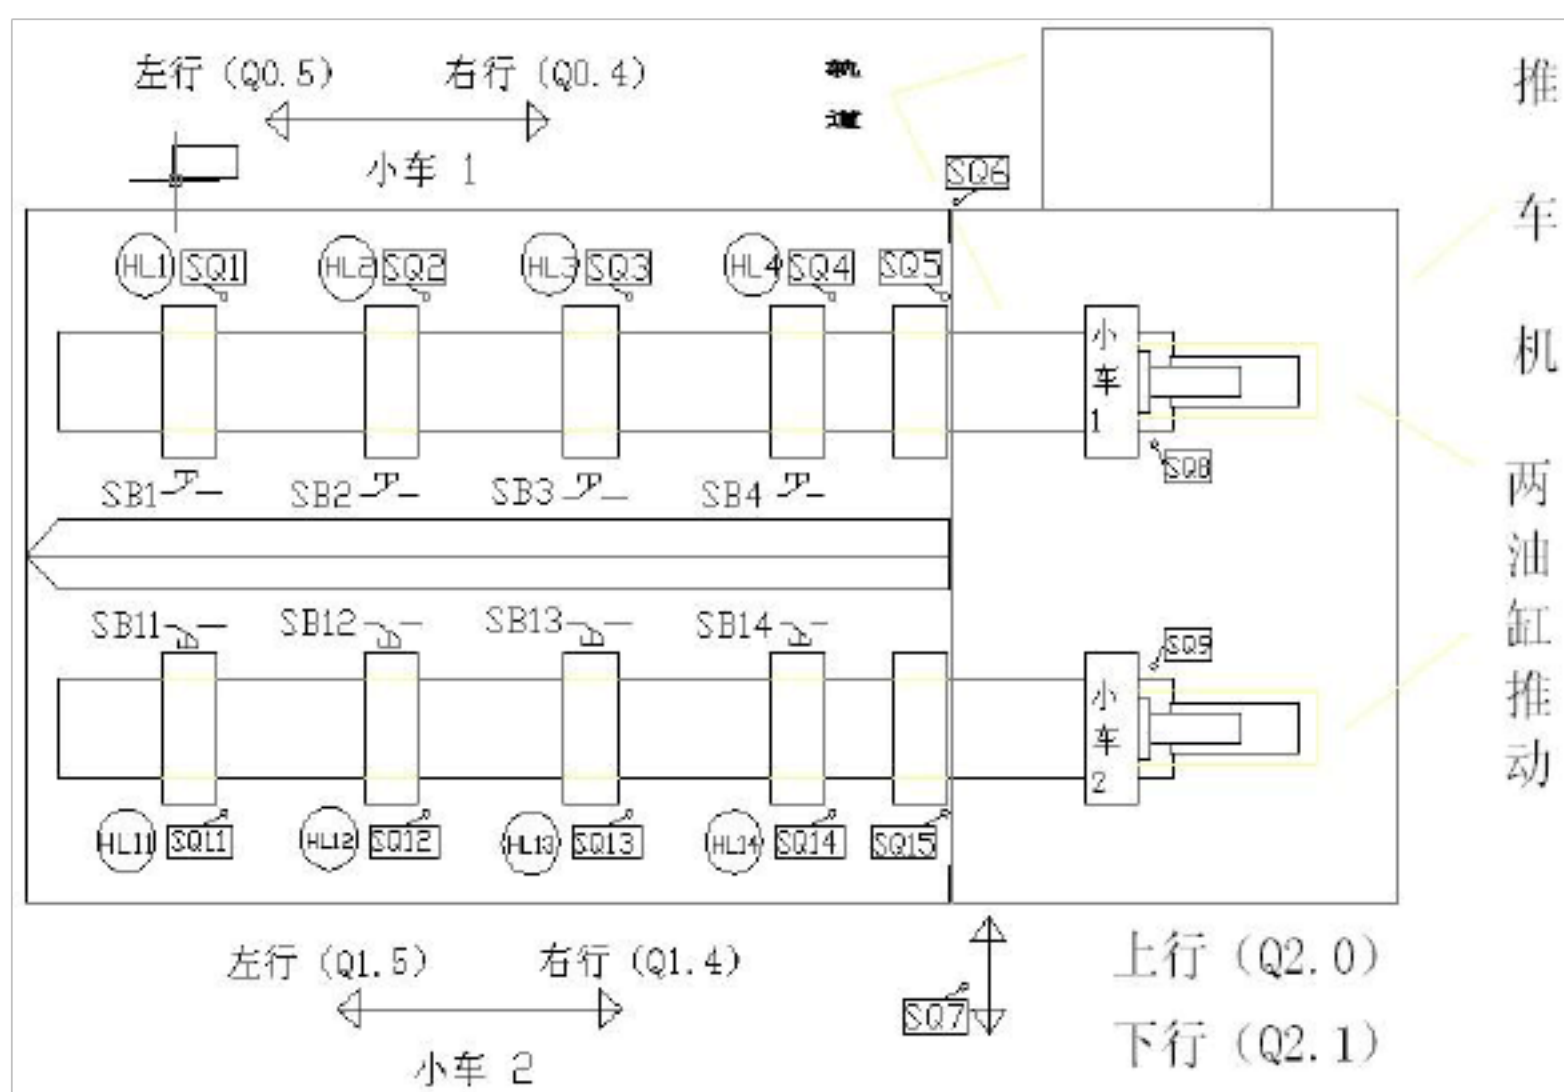 左行(Q0.5) 右行(Q0.4)
小车 1
轨道
SQ6
HL1 SQ1 HL2 SQ2 HL3 SQ3 HL4 SQ4 SQ5
小车1
SQ8
SB1 SB2 SB3 SB4
SB11 SB12 SB13 SB14
SQ9
小车2
HL11 SQ11 HL12 SQ12 HL13 SQ13 HL14 SQ14 SQ15
左行(Q1.5) 右行(Q1.4)
小车 2
SQ7
上行(Q2.0)
下行(Q2.1)
推车机
两油缸推动